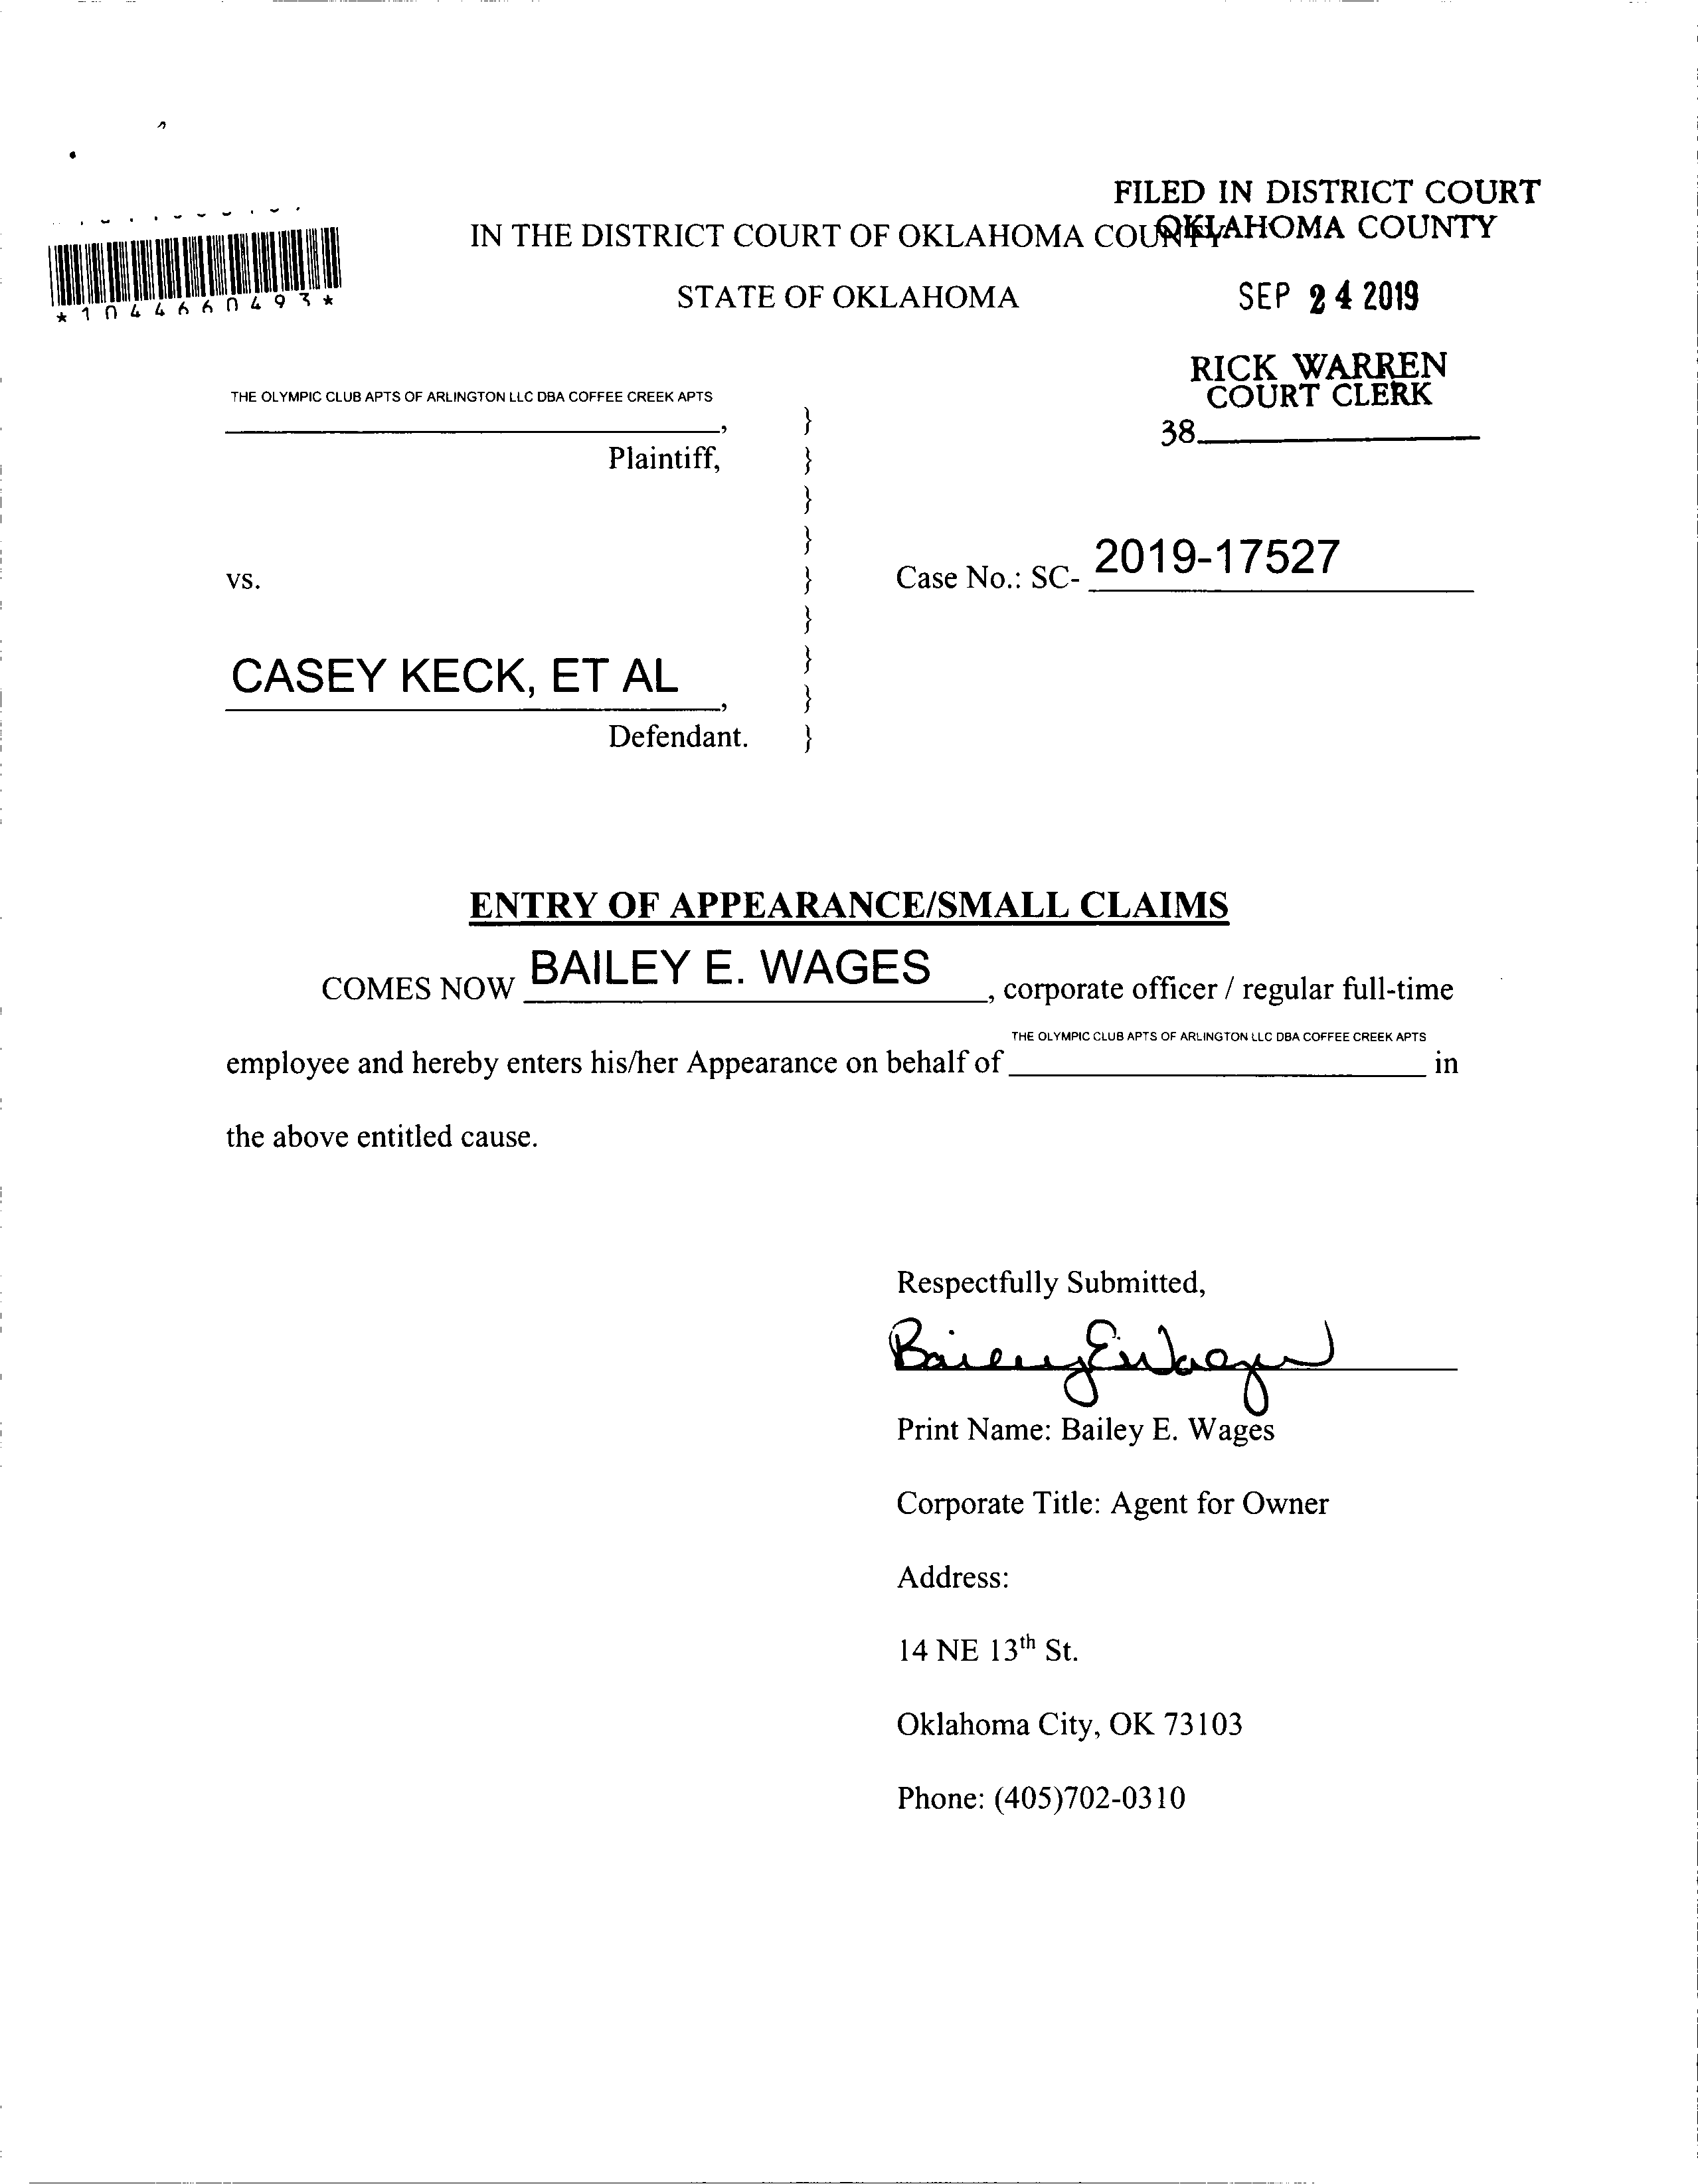 FILED IN DISTRICT COURT
OKLAHOMA COUNTY
IN THE DISTRICT COURT OF OKLAHOMA COUNTY
*1044660493*
STATE OF OKLAHOMA
SEP 24 2019
RICK WARREN
COURT CLERK
38
THE OLYMPIC CLUB APTS OF ARLINGTON LLC DBA COFFEE CREEK APTS
,
Plaintiff,
vs.
Case No.: SC- 2019-17527
CASEY KECK, ET AL
,
Defendant.
}
}
}
}
}
}
}
}
}
ENTRY OF APPEARANCE/SMALL CLAIMS
COMES NOW BAILEY E. WAGES, corporate officer / regular full-time
employee and hereby enters his/her Appearance on behalf of THE OLYMPIC CLUB APTS OF ARLINGTON LLC DBA COFFEE CREEK APTS in
the above entitled cause.
Respectfully Submitted,
Bailey E Wages
Print Name: Bailey E. Wages
Corporate Title: Agent for Owner
Address:
14 NE 13th St.
Oklahoma City, OK 73103
Phone: (405)702-0310